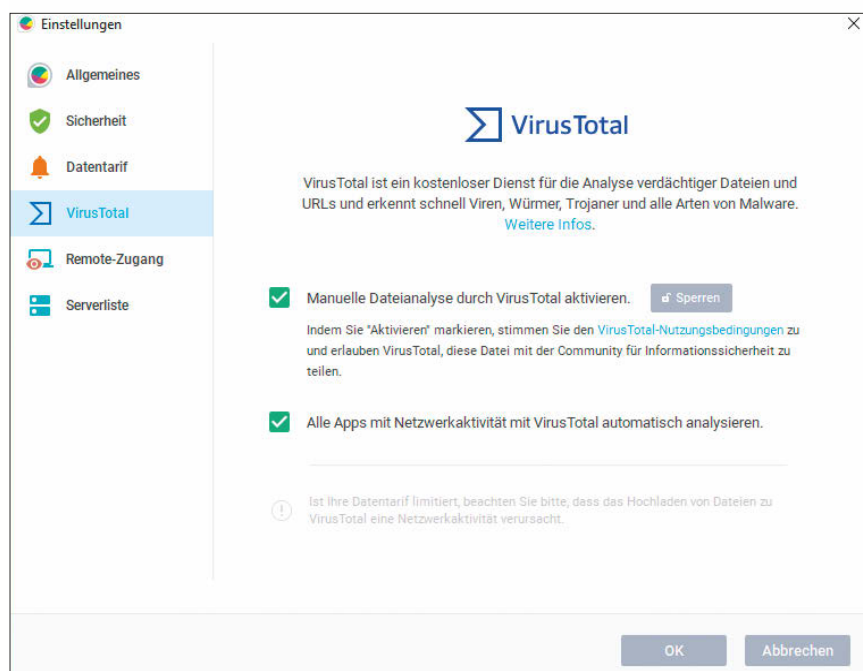 Einstellungen
Allgemeines
Sicherheit
Datentarif
VirusTotal
Remote-Zugang
Serverliste
VirusTotal
VirusTotal ist ein kostenloser Dienst für die Analyse verdächtiger Dateien und
URLs und erkennt schnell Viren, Würmer, Trojaner und alle Arten von Malware.
Weitere Infos.
Manuelle Dateianalyse durch VirusTotal aktivieren. Sperren
Indem Sie "Aktivieren" markieren, stimmen Sie den VirusTotal-Nutzungsbedingungen zu
und erlauben VirusTotal, diese Datei mit der Community für Informationssicherheit zu
teilen.
Alle Apps mit Netzwerkaktivität mit VirusTotal automatisch analysieren.
Ist Ihre Datentarif limitiert, beachten Sie bitte, dass das Hochladen von Dateien zu
VirusTotal eine Netzwerkaktivität verursacht.
OK Abbrechen